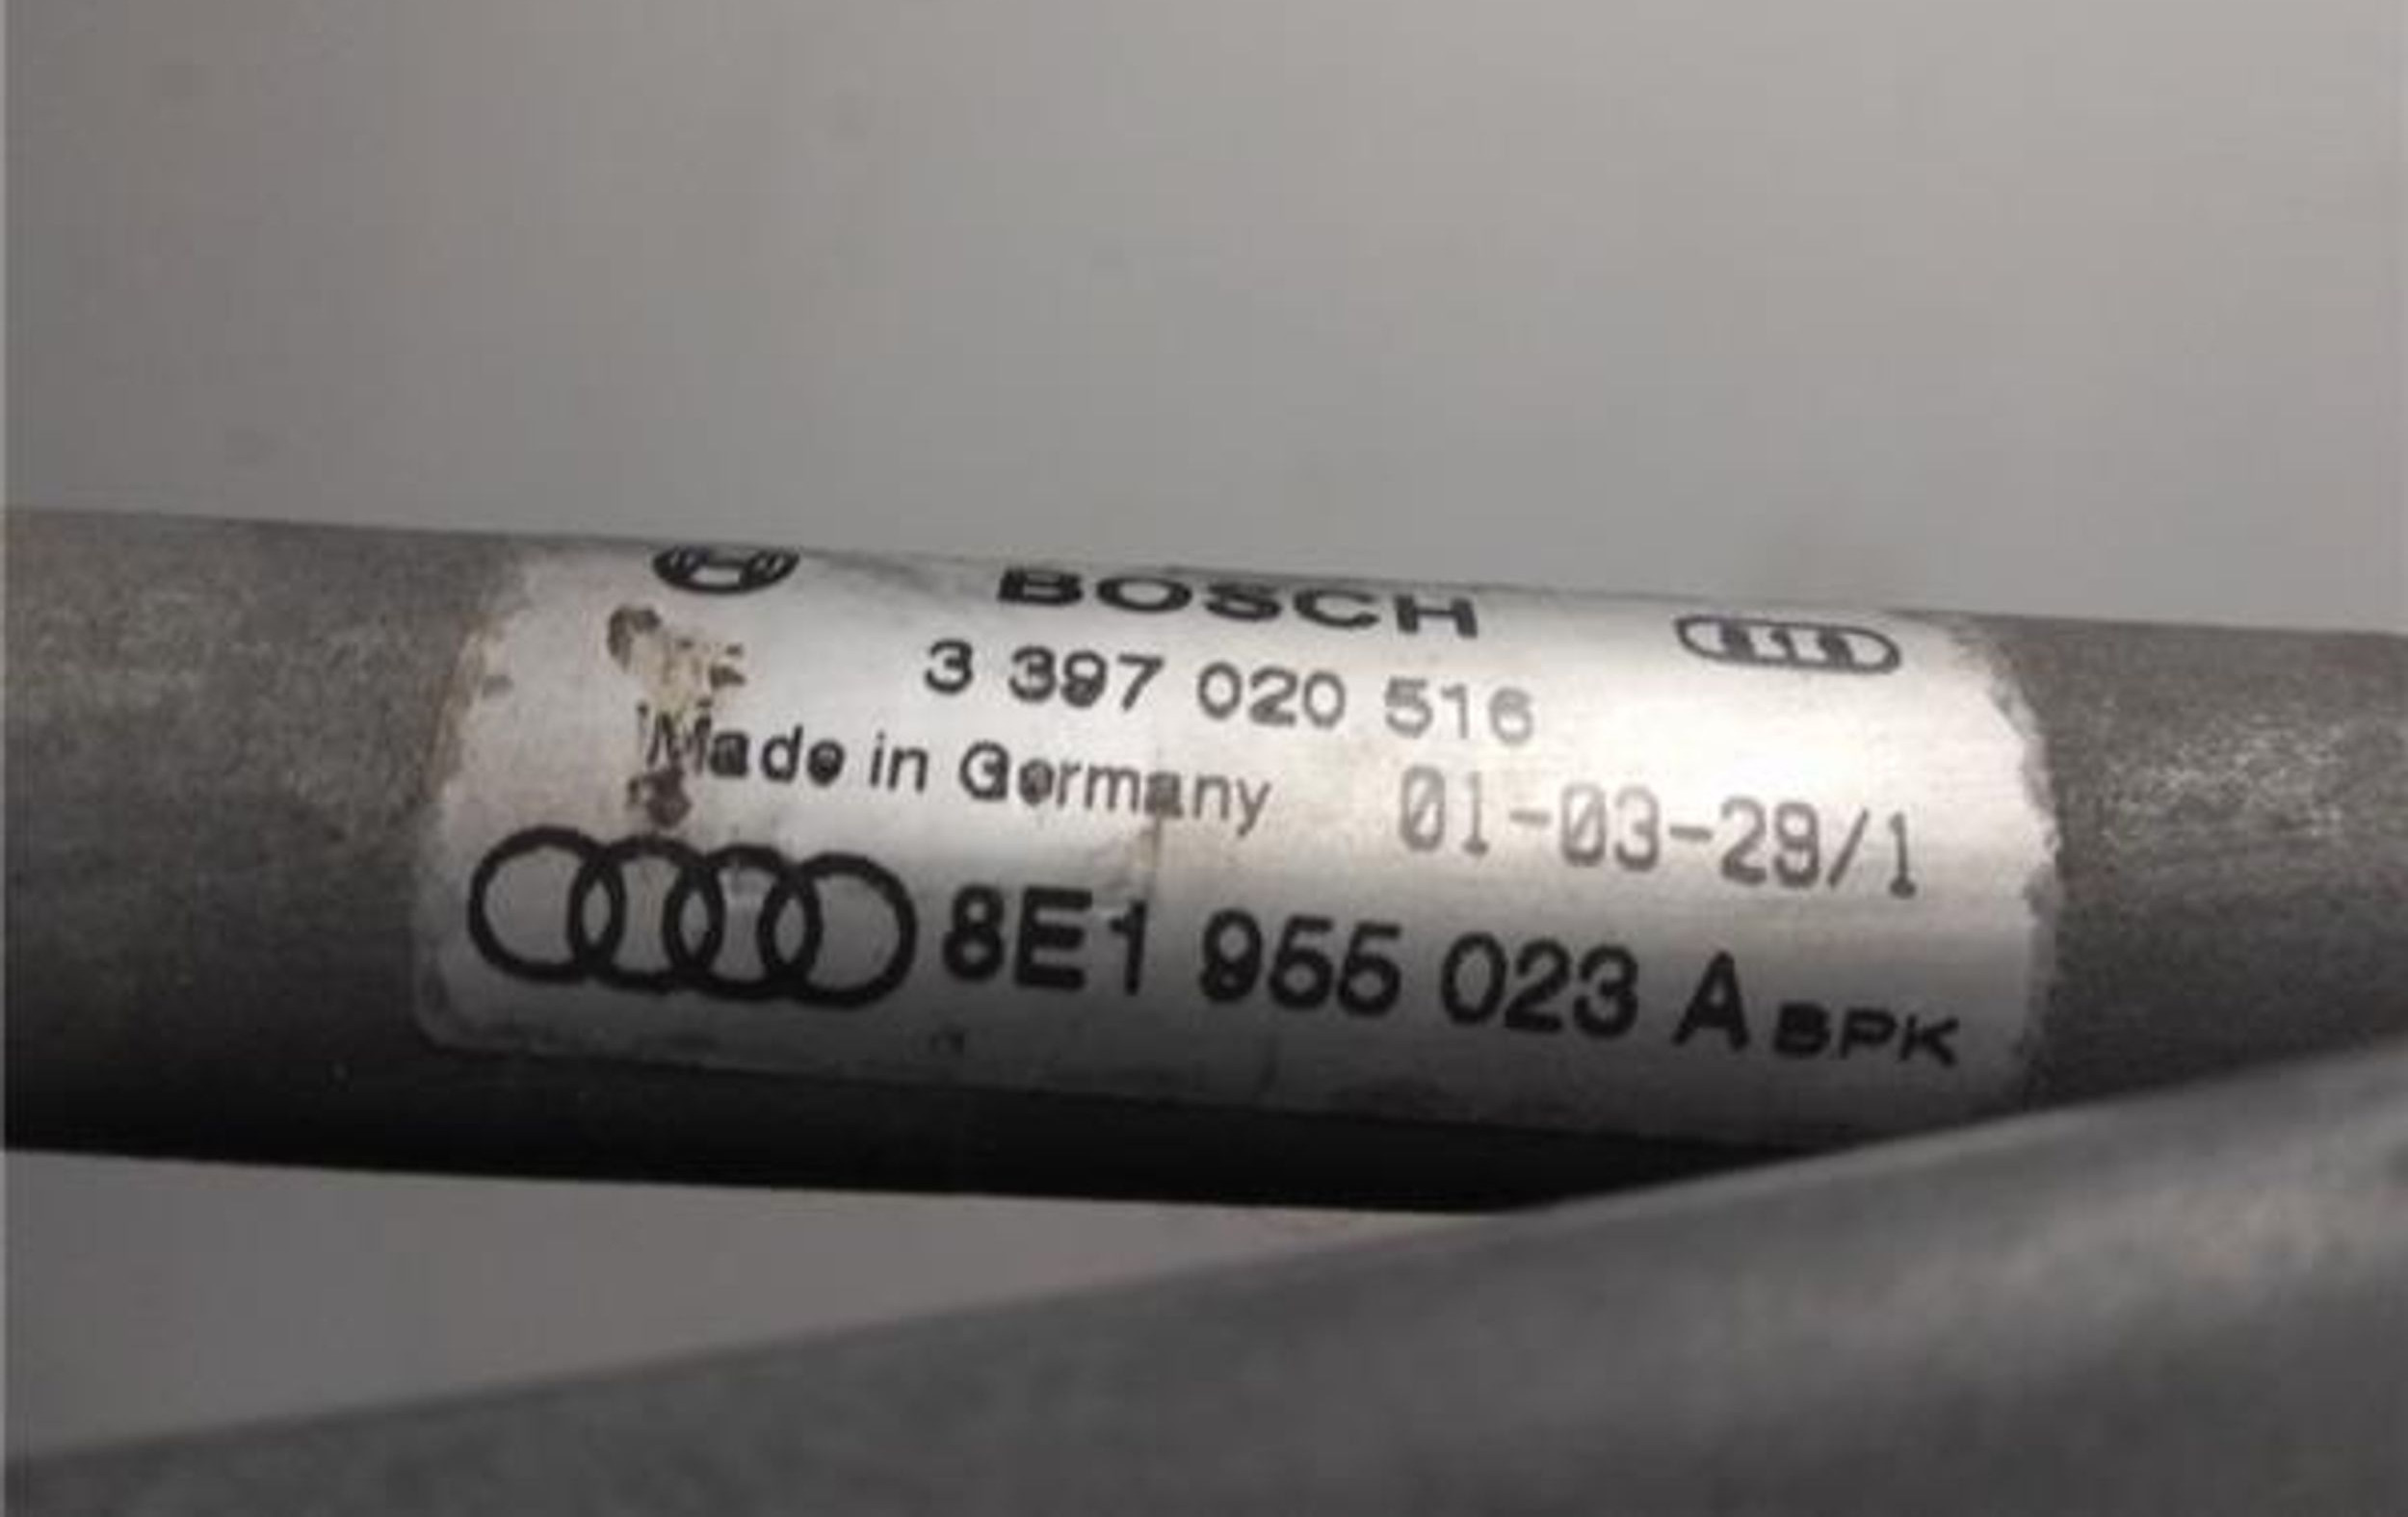 BOSCH
3 397 020 516
Made in Germany 01-03-29/1
8E1 955 023 A BPK